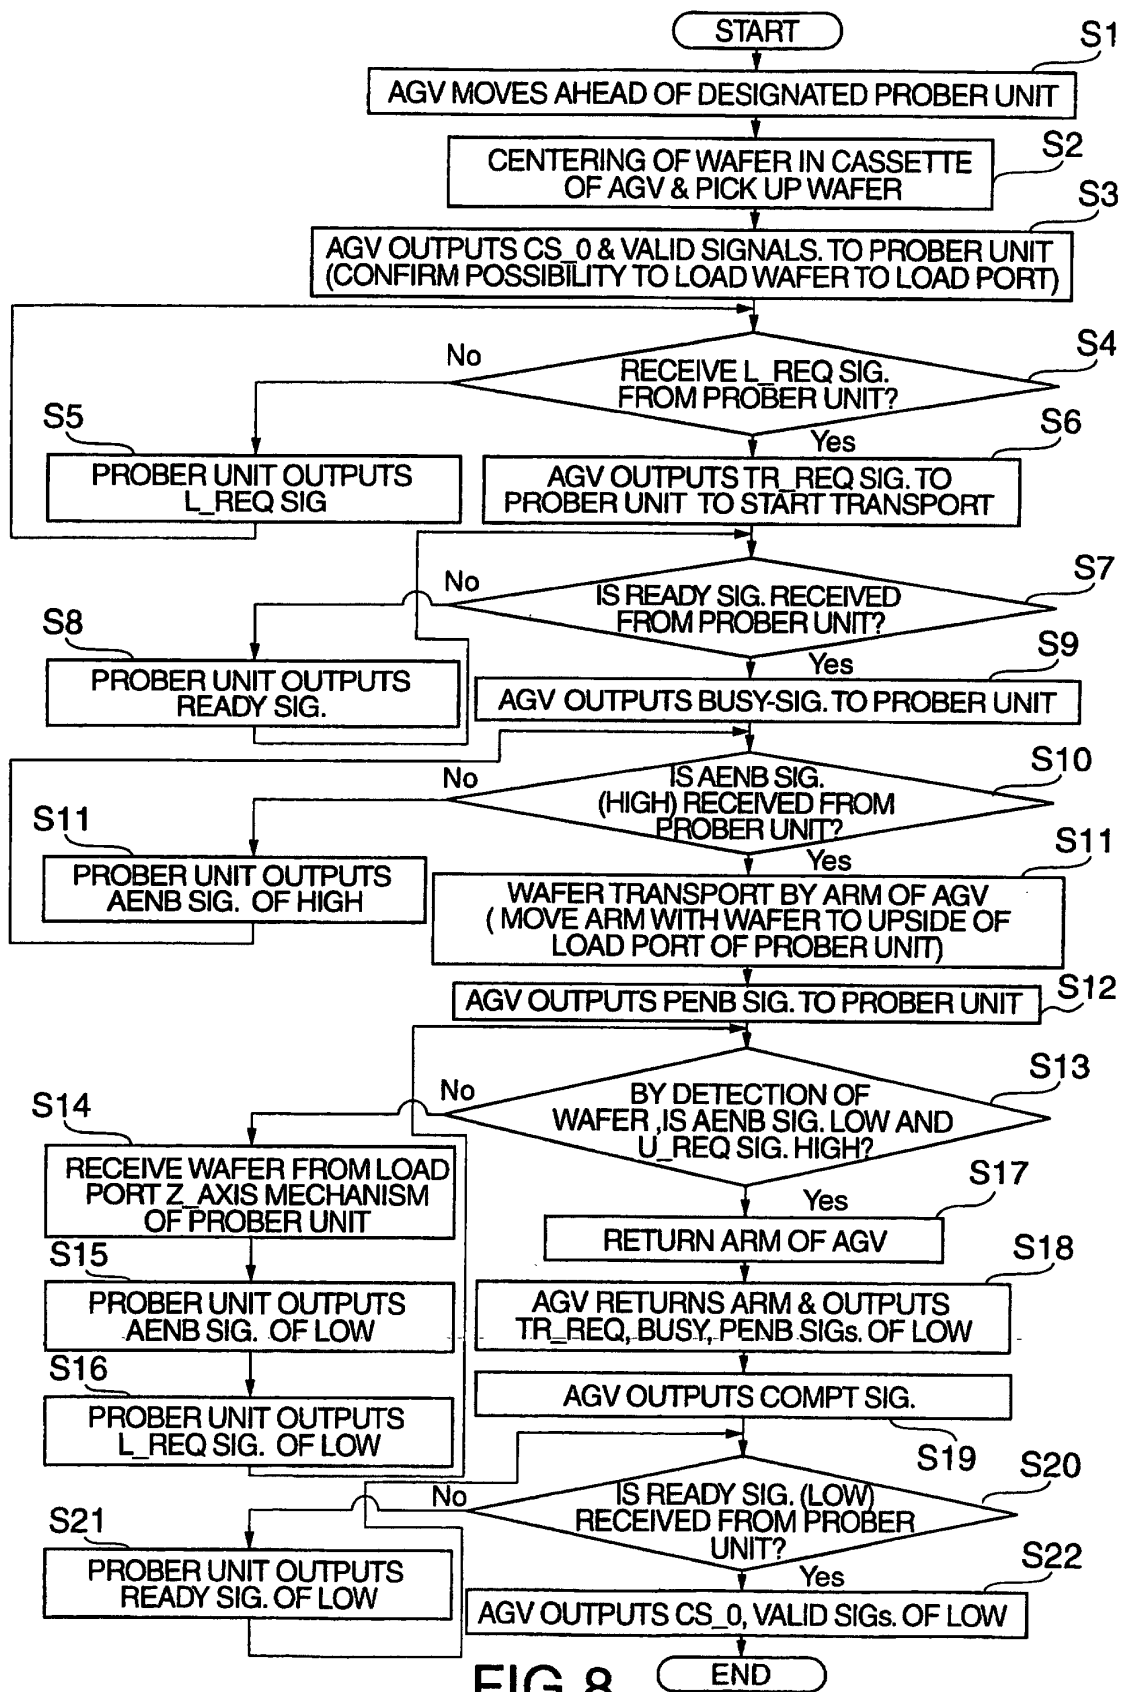 START
S1
AGV MOVES AHEAD OF DESIGNATED PROBER UNIT
S2
CENTERING OF WAFER IN CASSETTE
OF AGV & PICK UP WAFER
S3
AGV OUTPUTS CS_0 & VALID SIGNALS. TO PROBER UNIT
(CONFIRM POSSIBILITY TO LOAD WAFER TO LOAD PORT)
S4
No
RECEIVE L_REQ SIG.
FROM PROBER UNIT?
Yes
S5
PROBER UNIT OUTPUTS
L_REQ SIG
S6
AGV OUTPUTS TR_REQ SIG. TO
PROBER UNIT TO START TRANSPORT
S7
No
IS READY SIG. RECEIVED
FROM PROBER UNIT?
Yes
S8
PROBER UNIT OUTPUTS
READY SIG.
S9
AGV OUTPUTS BUSY-SIG. TO PROBER UNIT
S10
No
IS AENB SIG.
(HIGH) RECEIVED FROM
PROBER UNIT?
Yes
S11
PROBER UNIT OUTPUTS
AENB SIG. OF HIGH
S11
WAFER TRANSPORT BY ARM OF AGV
( MOVE ARM WITH WAFER TO UPSIDE OF
LOAD PORT OF PROBER UNIT)
S12
AGV OUTPUTS PENB SIG. TO PROBER UNIT
S13
No
BY DETECTION OF
WAFER ,IS AENB SIG. LOW AND
U_REQ SIG. HIGH?
Yes
S14
RECEIVE WAFER FROM LOAD
PORT Z_AXIS MECHANISM
OF PROBER UNIT
S17
RETURN ARM OF AGV
S15
PROBER UNIT OUTPUTS
AENB SIG. OF LOW
S18
AGV RETURNS ARM & OUTPUTS
TR_REQ, BUSY, PENB SIGs. OF LOW
S16
PROBER UNIT OUTPUTS
L_REQ SIG. OF LOW
AGV OUTPUTS COMPT SIG.
S19
S20
No
IS READY SIG. (LOW)
RECEIVED FROM PROBER
UNIT?
Yes
S21
PROBER UNIT OUTPUTS
READY SIG. OF LOW
S22
AGV OUTPUTS CS_0, VALID SIGs. OF LOW
END
FIG.8